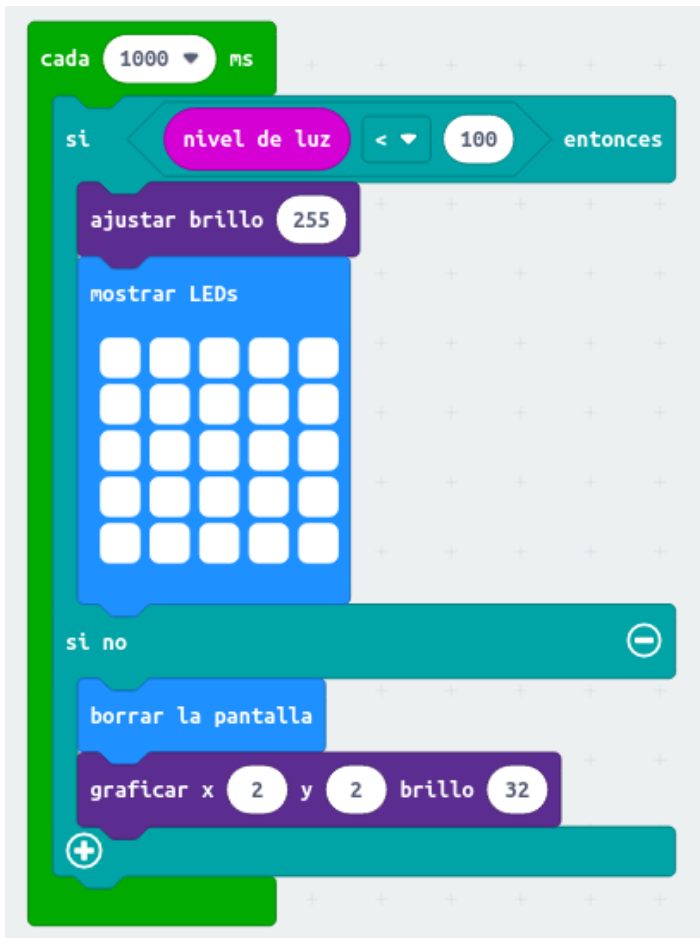 cada 1000 ms
si nivel de luz < 100 entonces
ajustar brillo 255
mostrar LEDs
si no
borrar la pantalla
graficar x 2 y 2 brillo 32